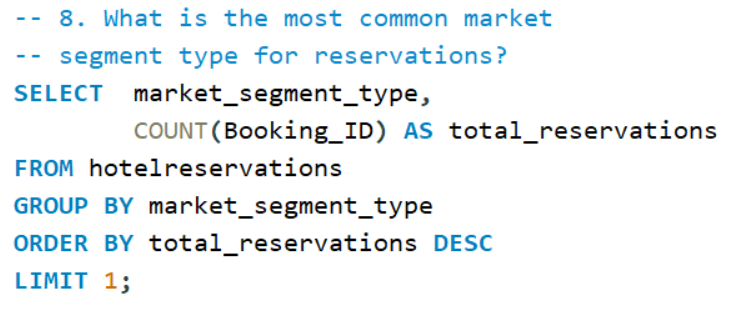 -- 8. What is the most common market
-- segment type for reservations?
SELECT  market_segment_type,
        COUNT(Booking_ID) AS total_reservations
FROM hotelreservations
GROUP BY market_segment_type
ORDER BY total_reservations DESC
LIMIT 1;